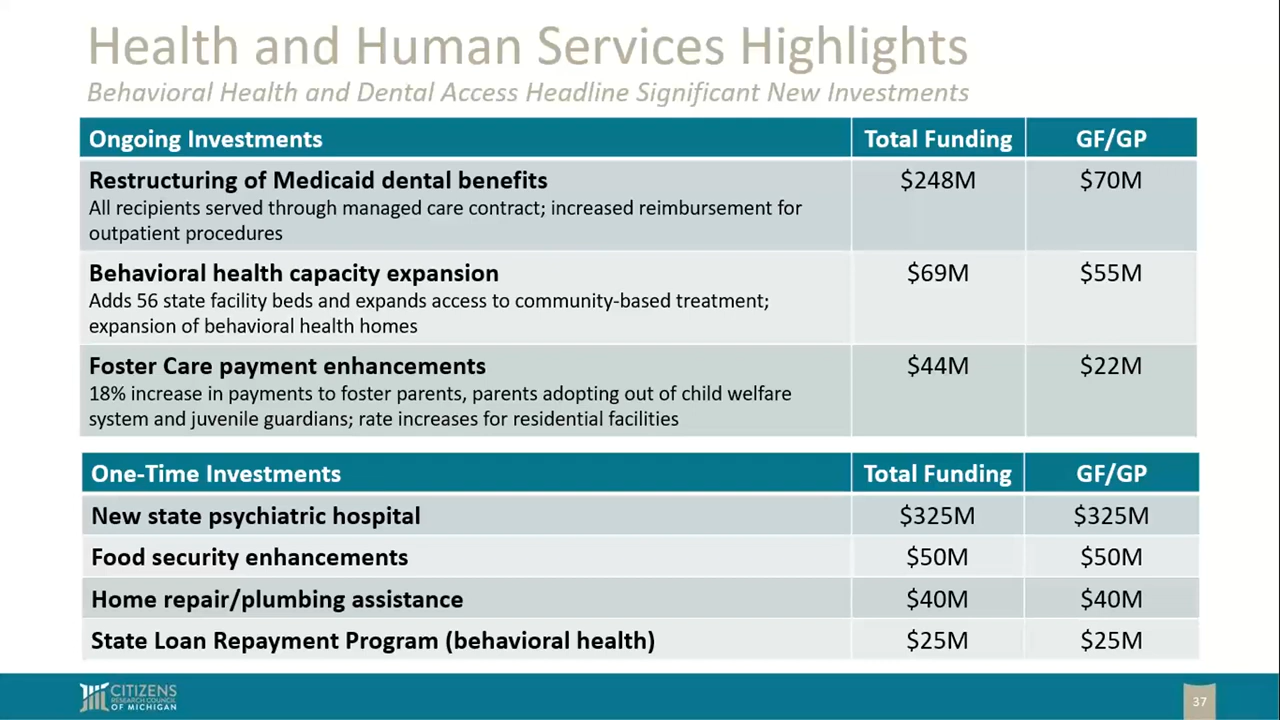 Health and Human Services Highlights
Behavioral Health and Dental Access Headline Significant New Investments
Ongoing Investments Total Funding GF/GP
Restructuring of Medicaid dental benefits $248M $70M
All recipients served through managed care contract; increased reimbursement for
outpatient procedures
Behavioral health capacity expansion $69M $55M
Adds 56 state facility beds and expands access to community-based treatment;
expansion of behavioral health homes
Foster Care payment enhancements $44M $22M
18% increase in payments to foster parents, parents adopting out of child welfare
system and juvenile guardians; rate increases for residential facilities
One-Time Investments Total Funding GF/GP
New state psychiatric hospital $325M $325M
Food security enhancements $50M $50M
Home repair/plumbing assistance $40M $40M
State Loan Repayment Program (behavioral health) $25M $25M
CITIZENS
RESEARCH COUNCIL
OF MICHIGAN
37